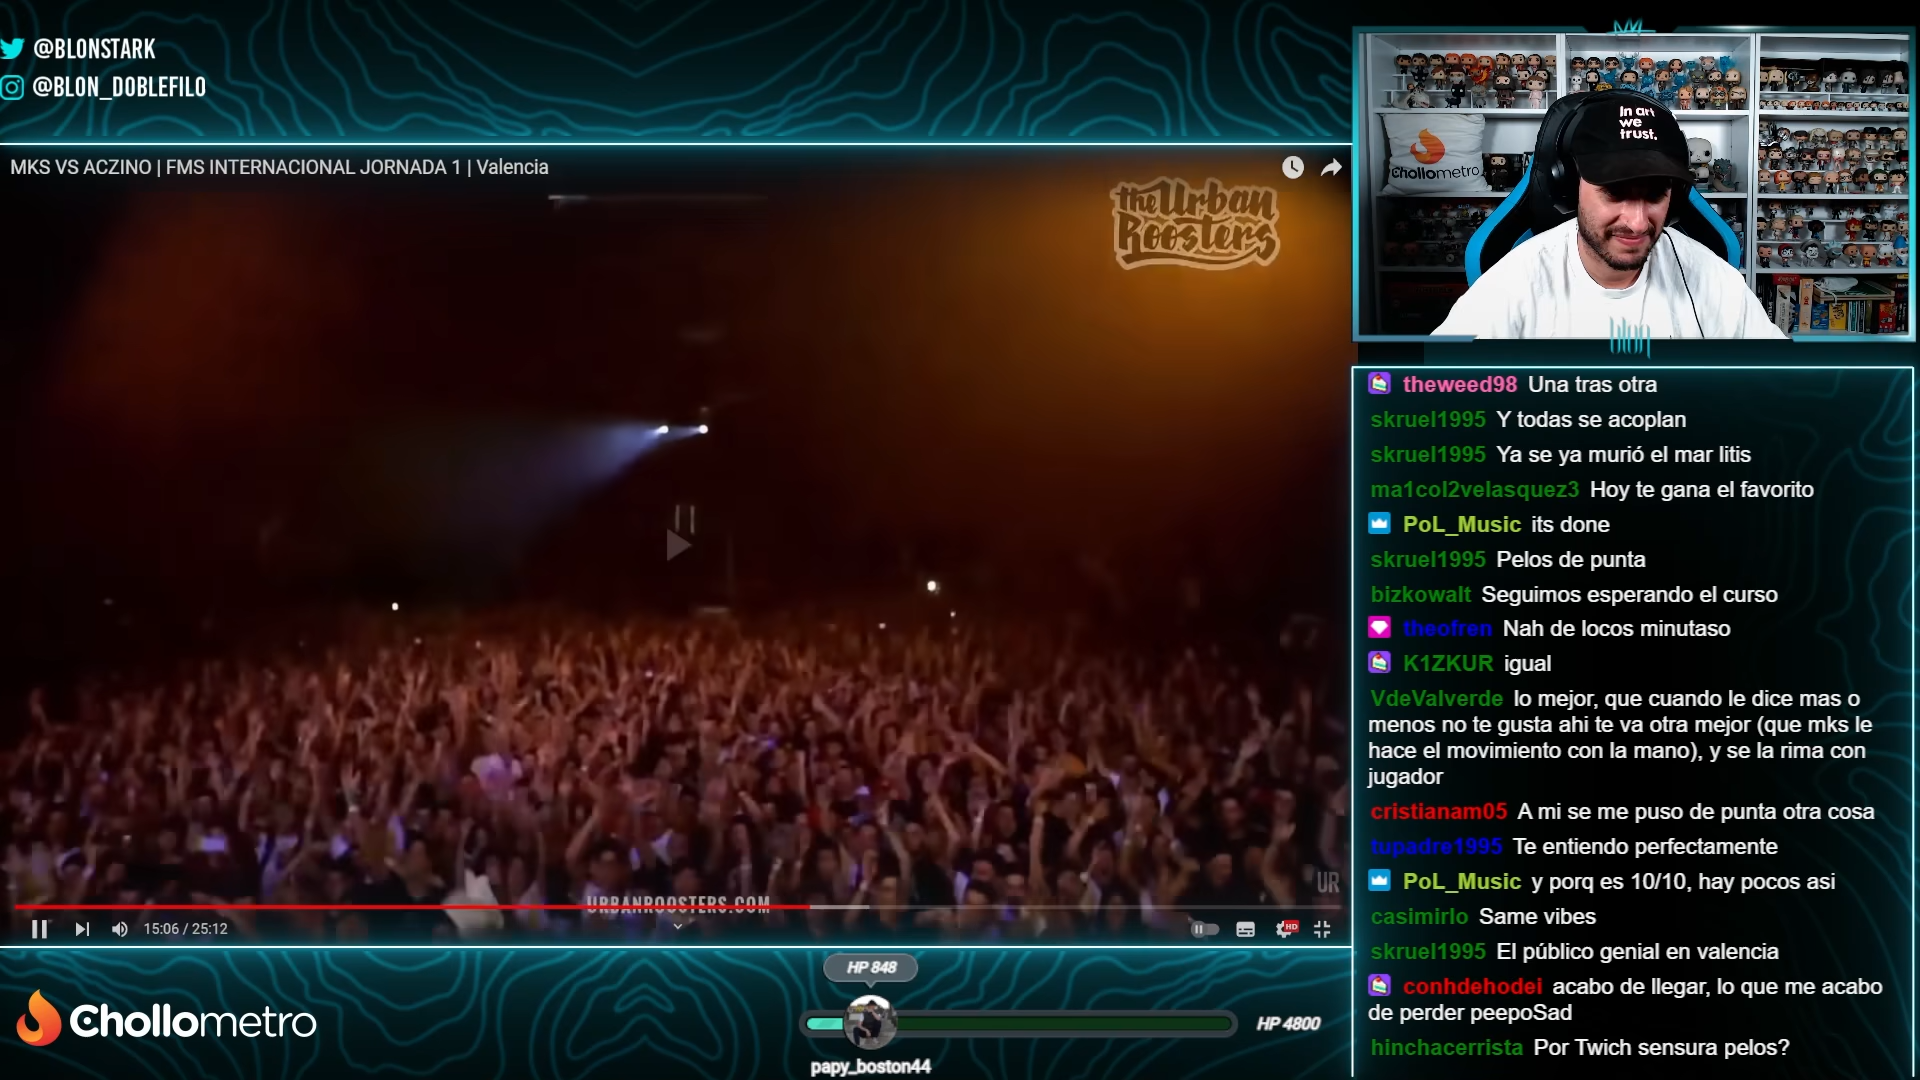 @BLONSTARK
@BLON_DOBLEFILO
MKS VS ACZINO | FMS INTERNACIONAL JORNADA 1 | Valencia
the Urban
Roosters
In art
we
trust.
chollometro
blon
theweed98 Una tras otra
skruel1995 Y todas se acoplan
skruel1995 Ya se ya murió el mar litis
ma1col2velasquez3 Hoy te gana el favorito
PoL_Music its done
skruel1995 Pelos de punta
bizkowalt Seguimos esperando el curso
theofren Nah de locos minutaso
K1ZKUR igual
VdeValverde lo mejor, que cuando le dice mas o
menos no te gusta ahi te va otra mejor (que mks le
hace el movimiento con la mano), y se la rima con
jugador
cristianam05 A mi se me puso de punta otra cosa
tupadre1995 Te entiendo perfectamente
PoL_Music y porq es 10/10, hay pocos asi
casimirlo Same vibes
skruel1995 El público genial en valencia
conhdehodei acabo de llegar, lo que me acabo
de perder peepoSad
hinchacerrista Por Twich sensura pelos?
UR
URBANROOSTERS.COM
15:06 / 25:12
HD
HP 848
Chollometro
HP 4800
papy_boston44